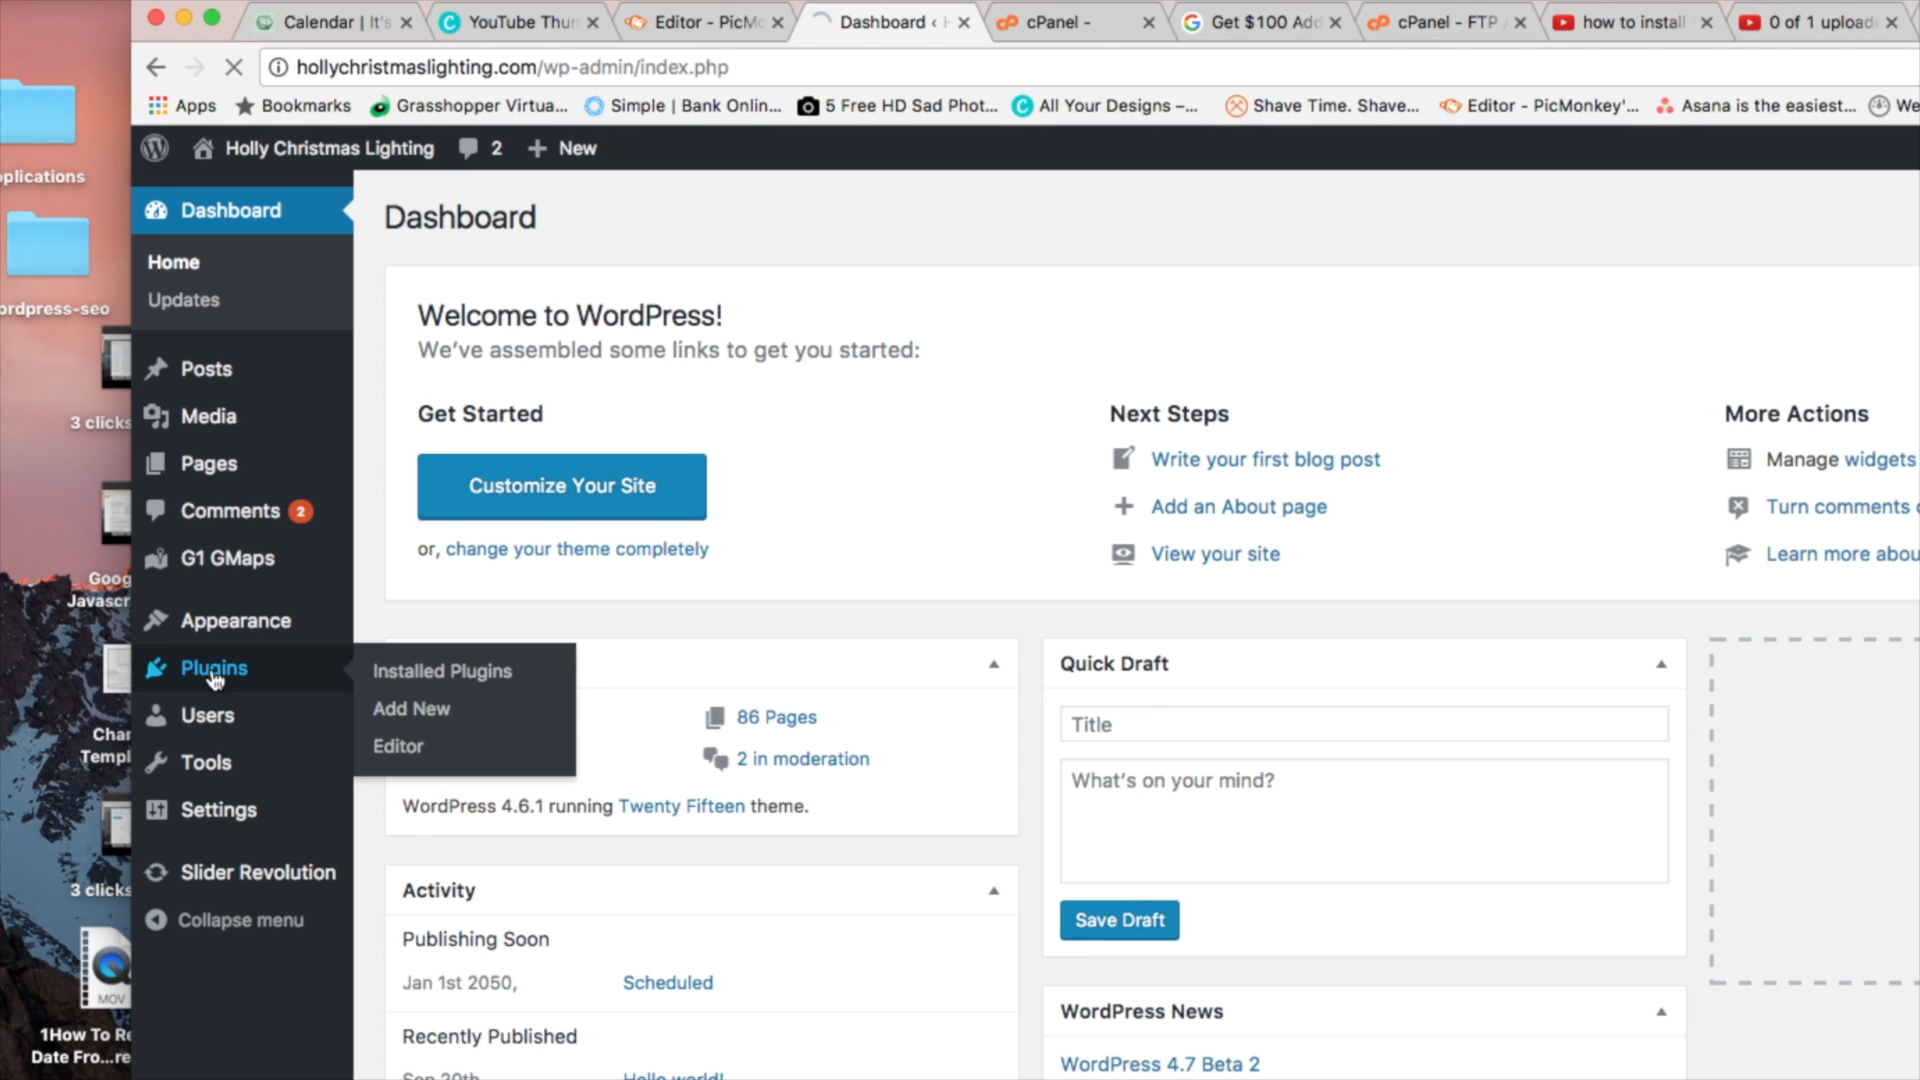 Calendar | It's
YouTube Thun
Editor - PicMo
Dashboard ‹ H
cPanel -
Get $100 Add
cPanel - FTP A
how to install
0 of 1 upload
hollychristmaslighting.com/wp-admin/index.php
Apps
Bookmarks
Grasshopper Virtua...
Simple | Bank Onlin...
5 Free HD Sad Phot...
All Your Designs –...
Shave Time. Shave...
Editor - PicMonkey'...
Asana is the easiest...
We
Holly Christmas Lighting
2
New
plications
ordpress-seo
3 clicks
Goog
Javascr
Char
Templ
3 clicks
MOV
1How To Re
Date Fro...re
Dashboard
Home
Updates
Posts
Media
Pages
Comments 2
G1 GMaps
Appearance
Plugins
Users
Tools
Settings
Slider Revolution
Collapse menu
Installed Plugins
Add New
Editor
Dashboard
Welcome to WordPress!
We've assembled some links to get you started:
Get Started
Customize Your Site
or, change your theme completely
Next Steps
Write your first blog post
Add an About page
View your site
More Actions
Manage widgets
Turn comments o
Learn more abou
86 Pages
2 in moderation
WordPress 4.6.1 running Twenty Fifteen theme.
Activity
Publishing Soon
Jan 1st 2050,
Scheduled
Recently Published
Sep 20th
Hello world!
Quick Draft
Title
What's on your mind?
Save Draft
WordPress News
WordPress 4.7 Beta 2